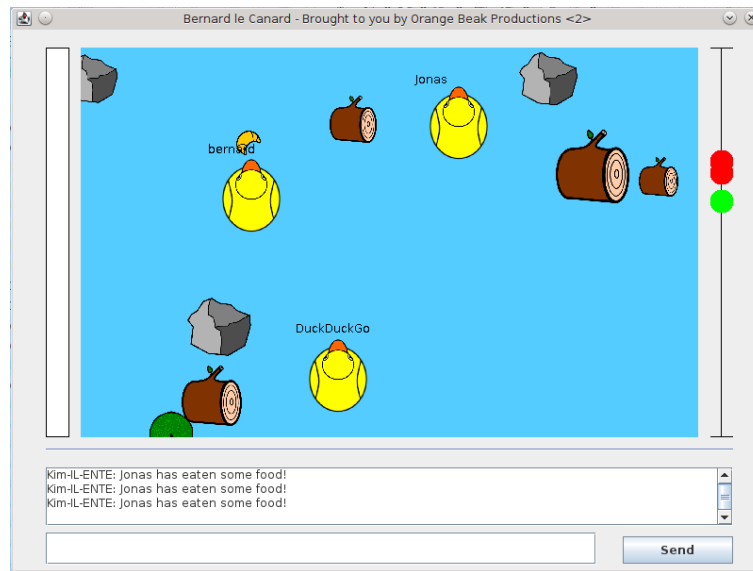 Bernard le Canard - Brought to you by Orange Beak Productions <2>
Jonas
bernard
DuckDuckGo
Kim-IL-ENTE: Jonas has eaten some food!
Kim-IL-ENTE: Jonas has eaten some food!
Kim-IL-ENTE: Jonas has eaten some food!
Send